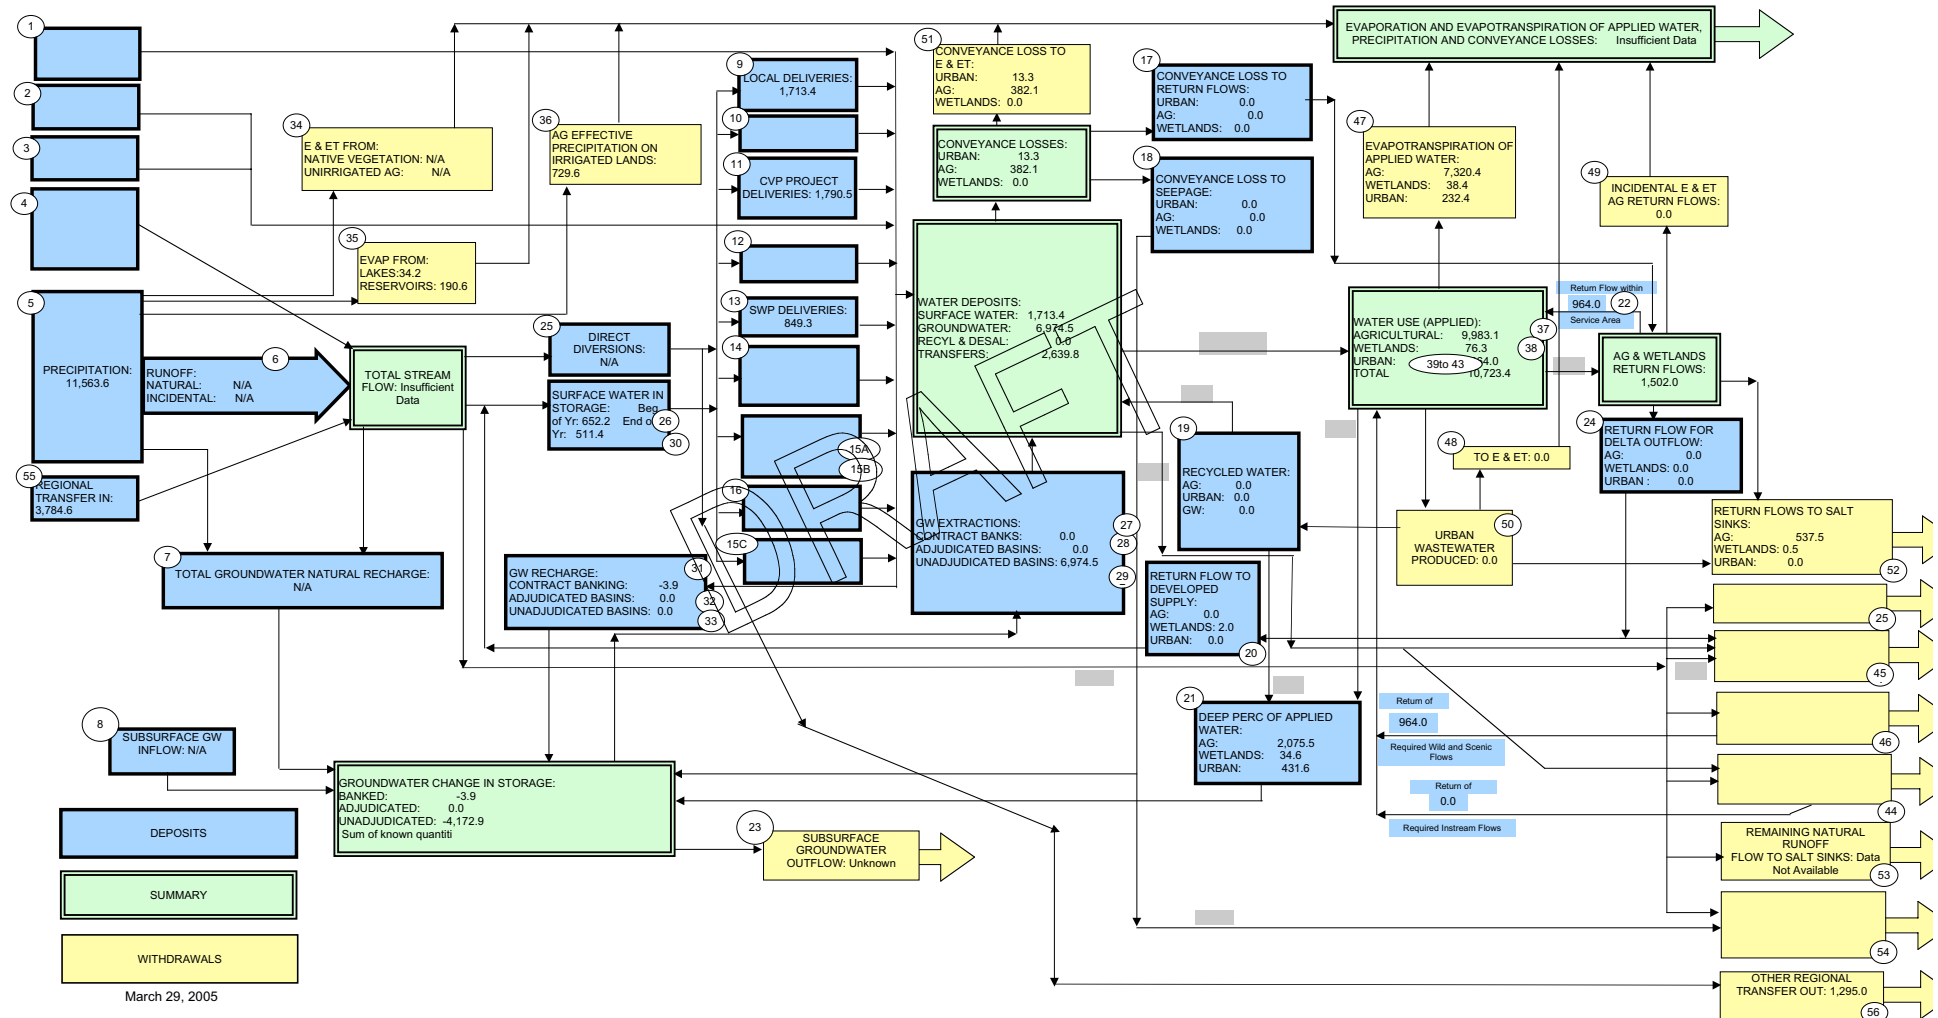 1
2
3
4
5
PRECIPITATION:
11,563.6
6
RUNOFF:
NATURAL: N/A
INCIDENTAL: N/A
55
REGIONAL
TRANSFER IN:
3,784.6
7
TOTAL GROUNDWATER NATURAL RECHARGE:
N/A
8
SUBSURFACE GW
INFLOW: N/A
DEPOSITS
SUMMARY
WITHDRAWALS
March 29, 2005
34
E & ET FROM:
NATIVE VEGETATION: N/A
UNIRRIGATED AG: N/A
35
EVAP FROM:
LAKES:34.2
RESERVOIRS: 190.6
36
AG EFFECTIVE
PRECIPITATION ON
IRRIGATED LANDS:
729.6
TOTAL STREAM
FLOW: Insufficient
Data
25
DIRECT
DIVERSIONS:
N/A
SURFACE WATER IN
STORAGE: Beg
of Yr: 652.2 End o
Yr: 511.4
26
30
GW RECHARGE:
CONTRACT BANKING: -3.9
ADJUDICATED BASINS: 0.0
UNADJUDICATED BASINS: 0.0
31
32
33
GROUNDWATER CHANGE IN STORAGE:
BANKED: -3.9
ADJUDICATED: 0.0
UNADJUDICATED: -4,172.9
Sum of known quantiti
23
SUBSURFACE
GROUNDWATER
OUTFLOW: Unknown
9
LOCAL DELIVERIES:
1,713.4
10
11
CVP PROJECT
DELIVERIES: 1,790.5
12
13
SWP DELIVERIES:
849.3
14
15A
15B
16
15C
DRAFT
51
CONVEYANCE LOSS TO
E & ET:
URBAN: 13.3
AG: 382.1
WETLANDS: 0.0
CONVEYANCE LOSSES:
URBAN: 13.3
AG: 382.1
WETLANDS: 0.0
WATER DEPOSITS:
SURFACE WATER: 1,713.4
GROUNDWATER: 6,974.5
RECYL & DESAL: 0.0
TRANSFERS: 2,639.8
GW EXTRACTIONS:
CONTRACT BANKS: 0.0
ADJUDICATED BASINS: 0.0
UNADJUDICATED BASINS: 6,974.5
27
28
29
17
CONVEYANCE LOSS TO
RETURN FLOWS:
URBAN: 0.0
AG: 0.0
WETLANDS: 0.0
18
CONVEYANCE LOSS TO
SEEPAGE:
URBAN: 0.0
AG: 0.0
WETLANDS: 0.0
19
RECYCLED WATER:
AG: 0.0
URBAN: 0.0
GW: 0.0
RETURN FLOW TO
DEVELOPED
SUPPLY:
AG: 0.0
WETLANDS: 2.0
URBAN: 0.0
20
21
DEEP PERC OF APPLIED
WATER:
AG: 2,075.5
WETLANDS: 34.6
URBAN: 431.6
EVAPORATION AND EVAPOTRANSPIRATION OF APPLIED WATER,
PRECIPITATION AND CONVEYANCE LOSSES: Insufficient Data
47
EVAPOTRANSPIRATION OF
APPLIED WATER:
AG: 7,320.4
WETLANDS: 38.4
URBAN: 232.4
49
INCIDENTAL E & ET
AG RETURN FLOWS:
0.0
Return Flow within
964.0
22
Service Area
WATER USE (APPLIED):
AGRICULTURAL: 9,983.1
WETLANDS: 76.3
URBAN: 64.0
TOTAL 10,723.4
37
38
39to 43
AG & WETLANDS
RETURN FLOWS:
1,502.0
24
RETURN FLOW FOR
DELTA OUTFLOW:
AG: 0.0
WETLANDS: 0.0
URBAN : 0.0
48
TO E & ET: 0.0
50
URBAN
WASTEWATER
PRODUCED: 0.0
Return of
964.0
Required Wild and Scenic
Flows
Return of
0.0
Required Instream Flows
RETURN FLOWS TO SALT
SINKS:
AG: 537.5
WETLANDS: 0.5
URBAN: 0.0
52
25
45
46
44
REMAINING NATURAL
RUNOFF
FLOW TO SALT SINKS: Data
Not Available
53
54
OTHER REGIONAL
TRANSFER OUT: 1,295.0
56